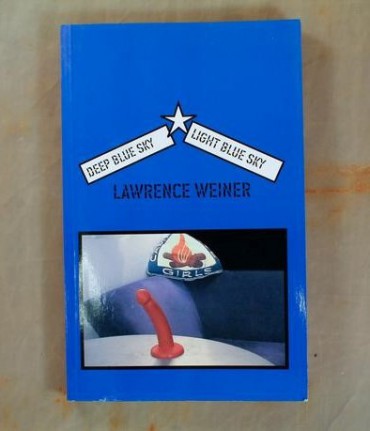 DEEP BLUE SKY
LIGHT BLUE SKY
LAWRENCE WEINER
GIRLS